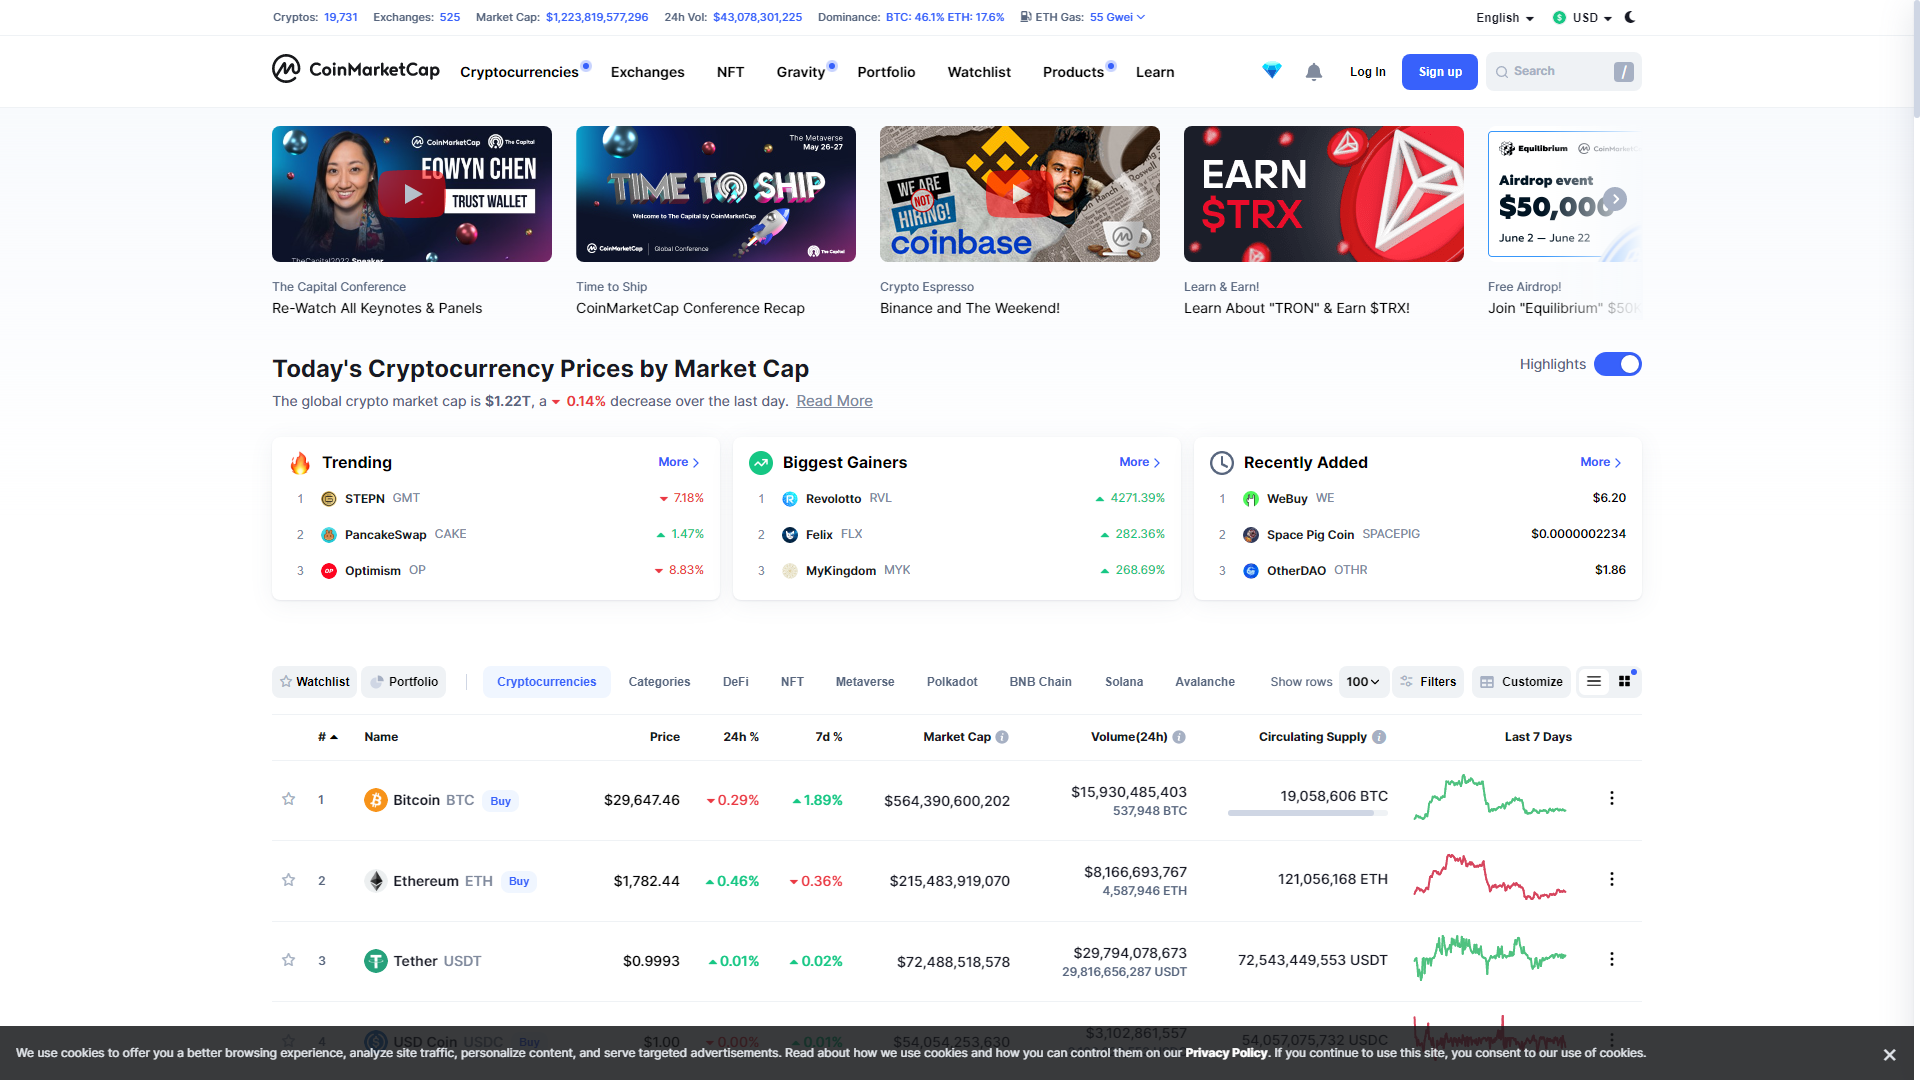 Cryptos: 19,731 Exchanges: 525 Market Cap: $1,223,819,577,296 24h Vol: $43,078,301,225 Dominance: BTC: 46.1% ETH: 17.6% ETH Gas: 55 Gwei English USD
CoinMarketCap Cryptocurrencies Exchanges NFT Gravity Portfolio Watchlist Products Learn Log In Sign up Search /
CoinMarketCap The Capital
EOWYN CHEN
TRUST WALLET
TheCapital2022 Speaker
The Metaverse
May 26-27
TIME TO SHIP
Welcome to The Capital by CoinMarketCap
CoinMarketCap Global Conference The Capital
WE ARE
NOT
HIRING!
coinbase
EARN
$TRX
Equilibrium
Airdrop event
$50,000
June 2 — June 22
The Capital Conference
Re-Watch All Keynotes & Panels
Time to Ship
CoinMarketCap Conference Recap
Crypto Espresso
Binance and The Weekend!
Learn & Earn!
Learn About "TRON" & Earn $TRX!
Free Airdrop!
Join "Equilibrium" $50K
Today's Cryptocurrency Prices by Market Cap
Highlights
The global crypto market cap is $1.22T, a 0.14% decrease over the last day. Read More
Trending More
1 STEPN GMT 7.18%
2 PancakeSwap CAKE 1.47%
3 Optimism OP 8.83%
Biggest Gainers More
1 Revolotto RVL 4271.39%
2 Felix FLX 282.36%
3 MyKingdom MYK 268.69%
Recently Added More
1 WeBuy WE $6.20
2 Space Pig Coin SPACEPIG $0.0000002234
3 OtherDAO OTHR $1.86
Watchlist Portfolio Cryptocurrencies Categories DeFi NFT Metaverse Polkadot BNB Chain Solana Avalanche Show rows 100 Filters Customize
# Name Price 24h % 7d % Market Cap Volume(24h) Circulating Supply Last 7 Days
1 Bitcoin BTC Buy $29,647.46 0.29% 1.89% $564,390,600,202 $15,930,485,403 19,058,606 BTC
537,948 BTC
2 Ethereum ETH Buy $1,782.44 0.46% 0.36% $215,483,919,070 $8,166,693,767 121,056,168 ETH
4,587,946 ETH
3 Tether USDT $0.9993 0.01% 0.02% $72,488,518,578 $29,794,078,673 72,543,449,553 USDT
29,816,656,287 USDT
4 USD Coin USDC Buy $1.00 0.00% 0.01% $54,054,253,630 $3,102,861,557 54,057,075,732 USDC
We use cookies to offer you a better browsing experience, analyze site traffic, personalize content, and serve targeted advertisements. Read about how we use cookies and how you can control them on our Privacy Policy. If you continue to use this site, you consent to our use of cookies.